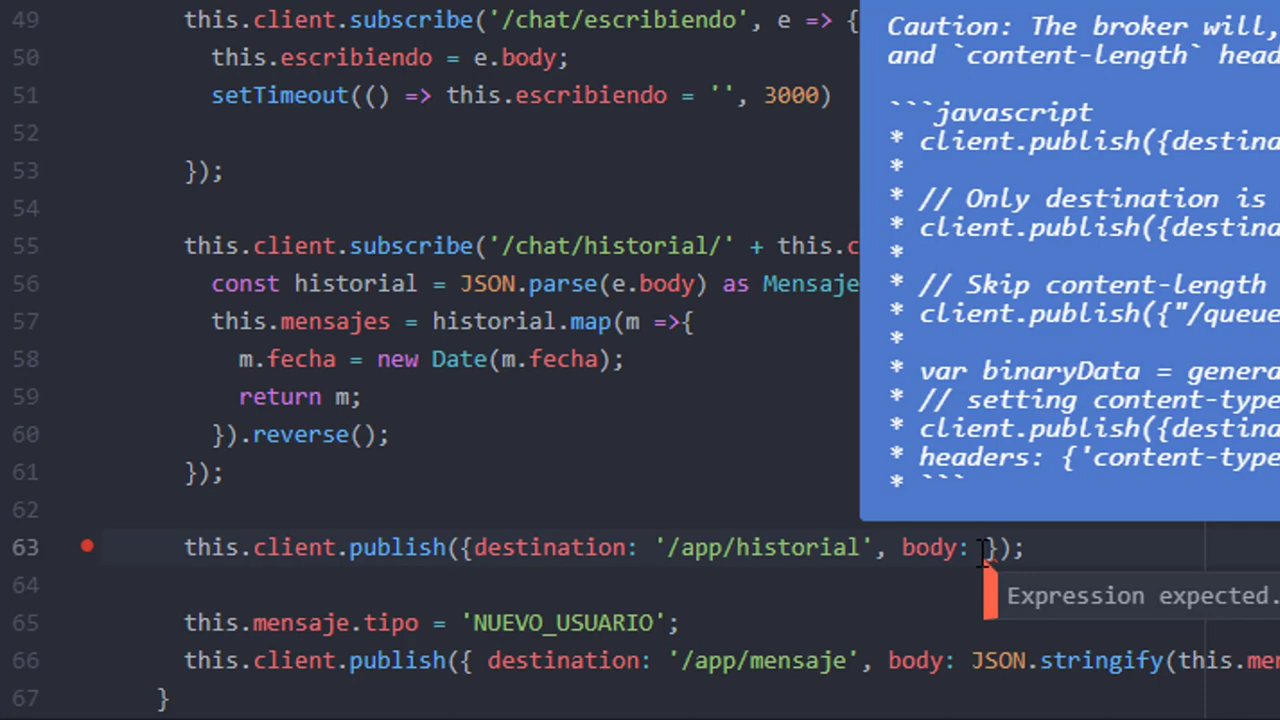 49 this.client.subscribe('/chat/escribiendo', e => {
50 this.escribiendo = e.body;
51 setTimeout(() => this.escribiendo = '', 3000)
52
53 });
54
55 this.client.subscribe('/chat/historial/' + this.c
56 const historial = JSON.parse(e.body) as Mensaje
57 this.mensajes = historial.map(m =>{
58 m.fecha = new Date(m.fecha);
59 return m;
60 }).reverse();
61 });
62
63 this.client.publish({destination: '/app/historial', body: });
64
65 this.mensaje.tipo = 'NUEVO_USUARIO';
66 this.client.publish({ destination: '/app/mensaje', body: JSON.stringify(this.men
67 }
Caution: The broker will,
and `content-length` head
```javascript
* client.publish({destina
*
* // Only destination is
* client.publish({destina
*
* // Skip content-length
* client.publish({"/queue
*
* var binaryData = genera
* // setting content-type
* client.publish({destina
* headers: {'content-type
* ```
Expression expected.